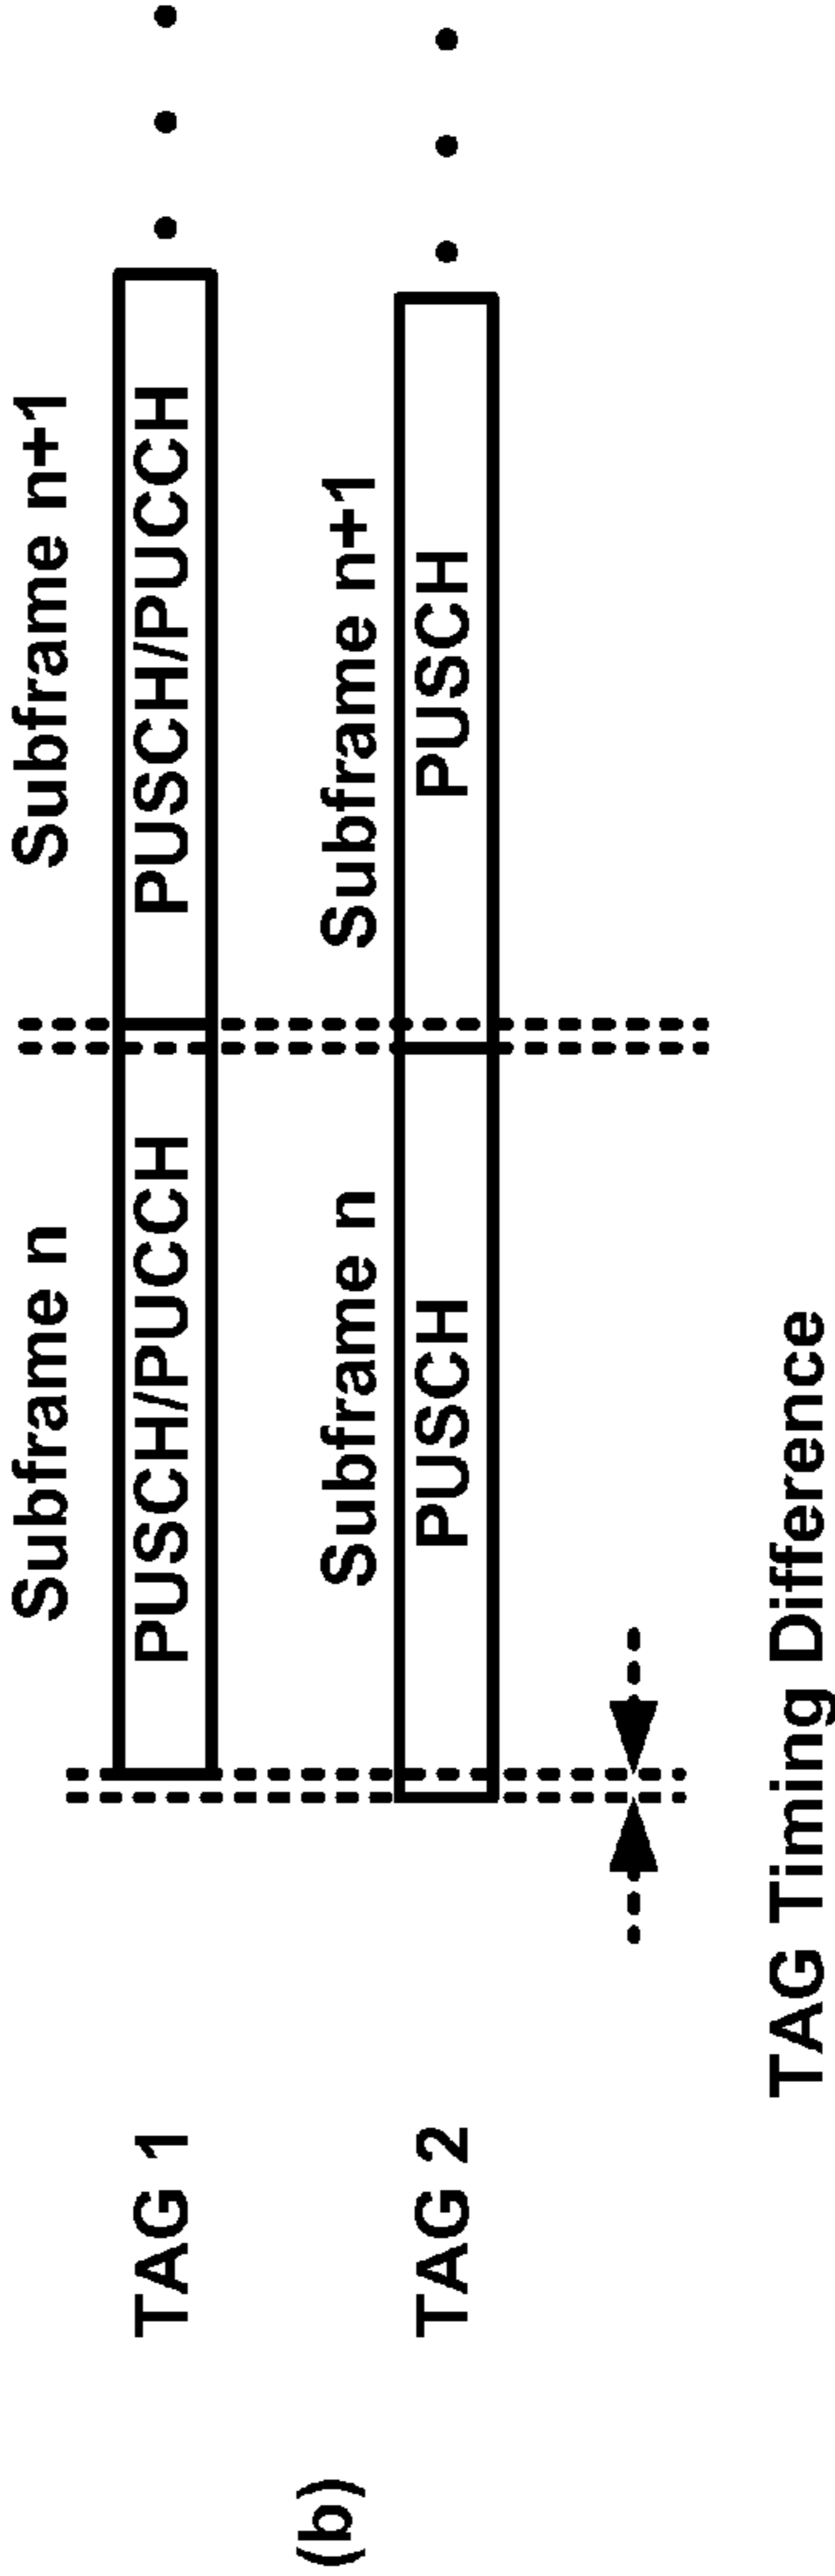 (b)
Subframe n
Subframe n+1
TAG 1
PUSCH/PUCCH
PUSCH/PUCCH
Subframe n
Subframe n+1
TAG 2
PUSCH
PUSCH
TAG Timing Difference